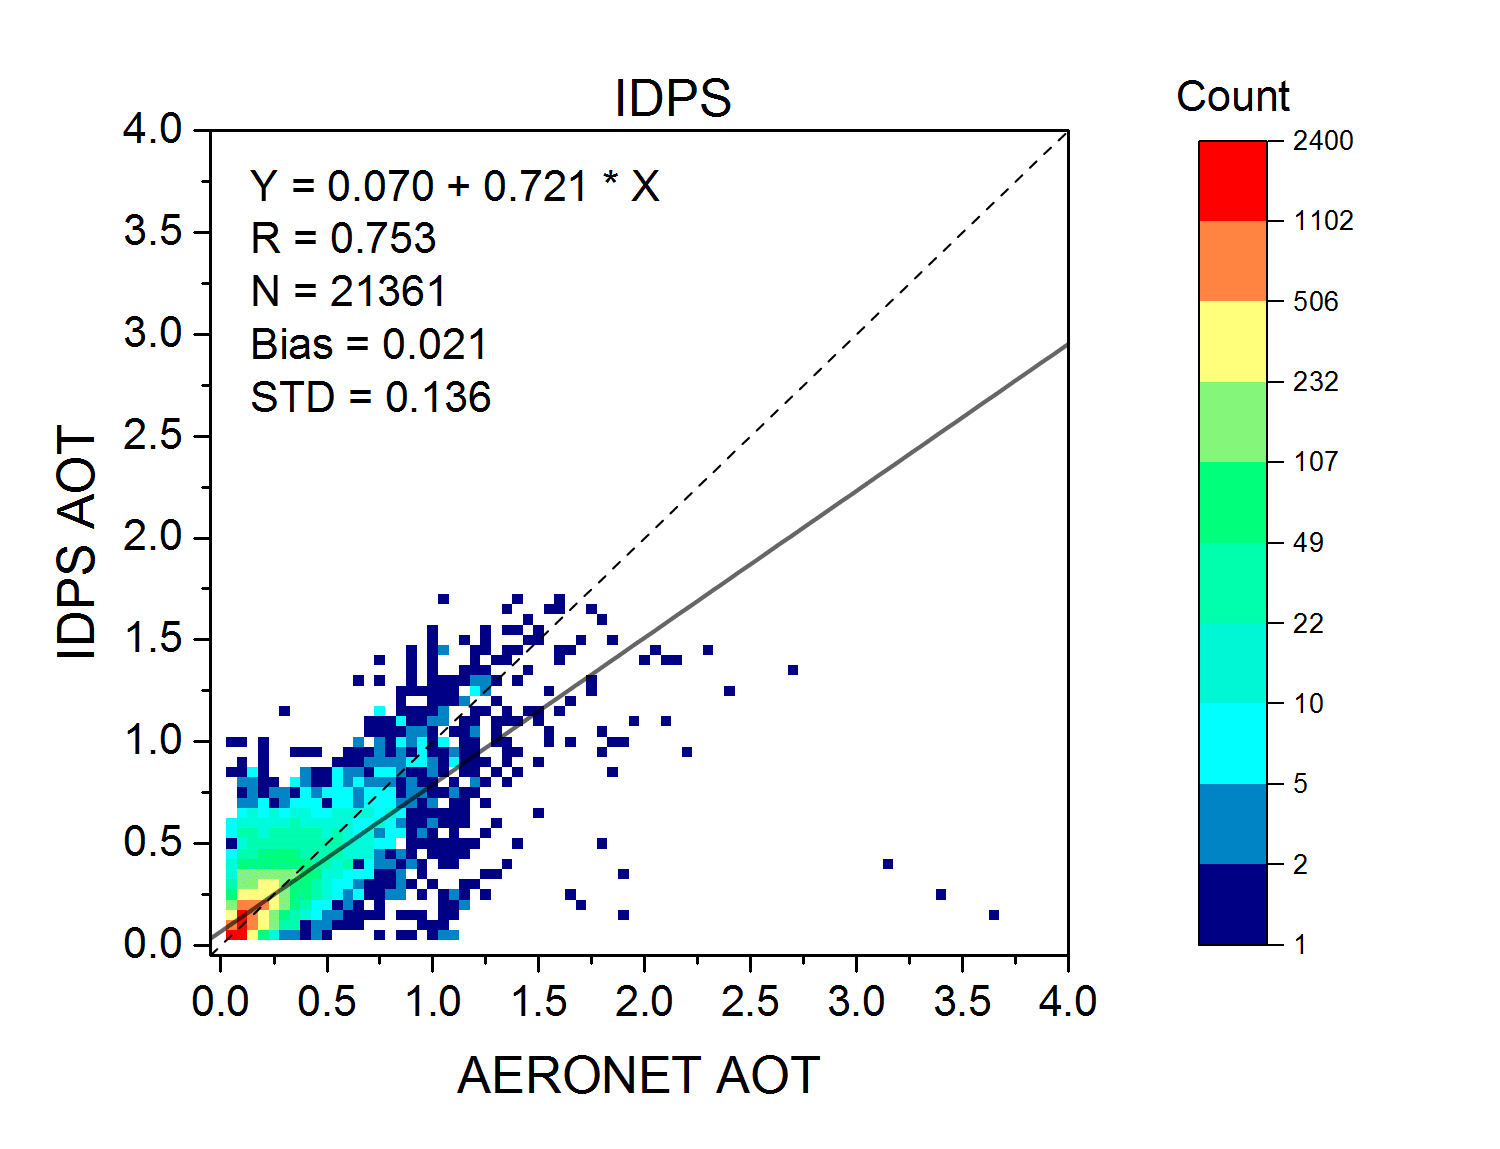 IDPS
Count
Y = 0.070 + 0.721 * X
R = 0.753
N = 21361
Bias = 0.021
STD = 0.136
IDPS AOT
4.0
3.5
3.0
2.5
2.0
1.5
1.0
0.5
0.0
0.0 0.5 1.0 1.5 2.0 2.5 3.0 3.5 4.0
AERONET AOT
2400
1102
506
232
107
49
22
10
5
2
1